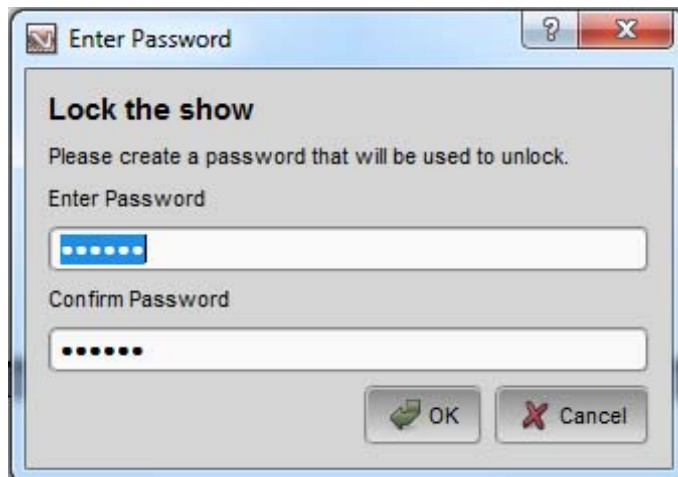 Enter Password
Lock the show
Please create a password that will be used to unlock.
Enter Password
••••••
Confirm Password
••••••
OK
Cancel